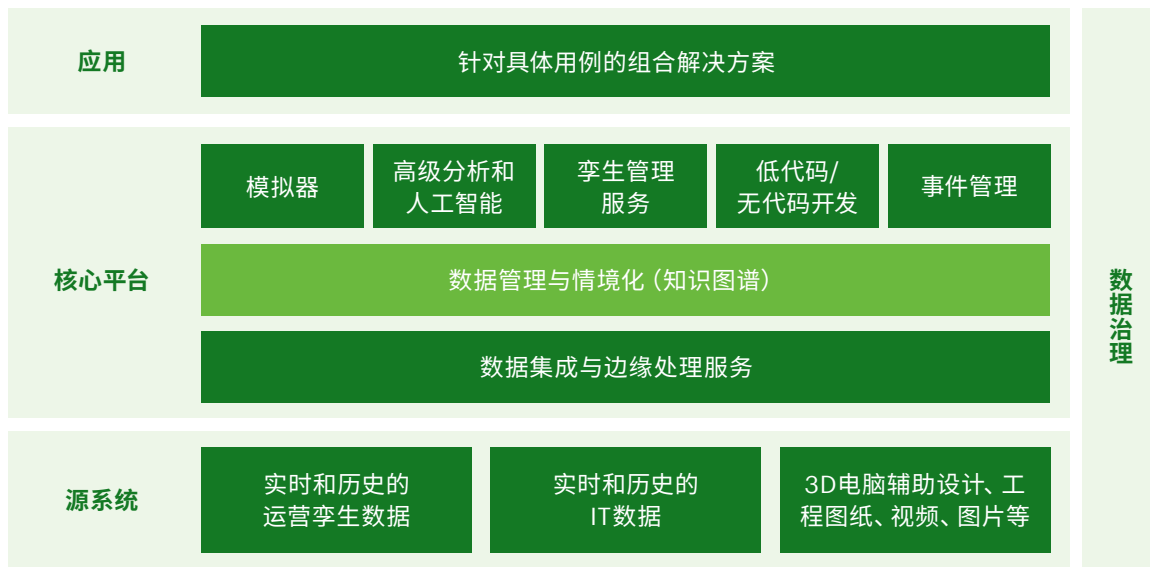 应用
针对具体用例的组合解决方案
核心平台
模拟器
高级分析和
人工智能
孪生管理
服务
低代码/
无代码开发
事件管理
数据管理与情境化（知识图谱）
数据集成与边缘处理服务
源系统
实时和历史的
运营孪生数据
实时和历史的
IT数据
3D电脑辅助设计、工
程图纸、视频、图片等
数据治理